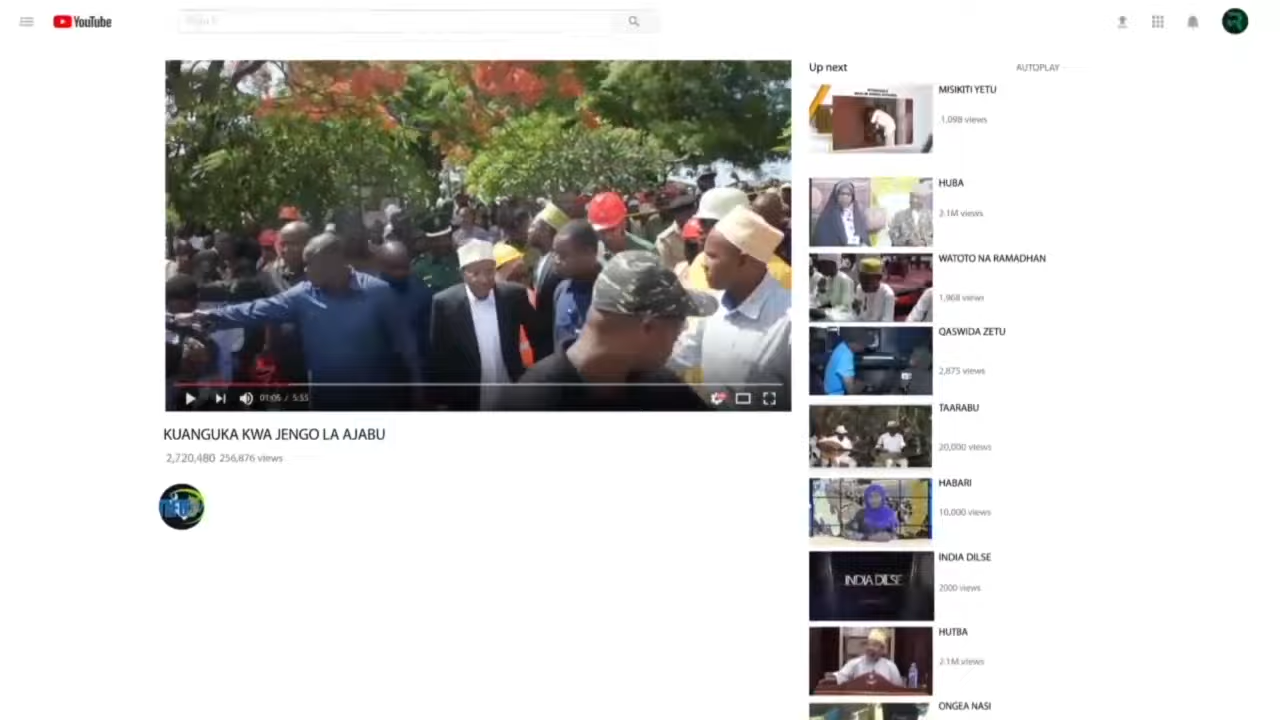 YouTube
Up next
AUTOPLAY
MISIKITI YETU
1,098 views
HUBA
2.1M views
WATOTO NA RAMADHAN
1,968 views
QASWIDA ZETU
2,875 views
01:05 / 5:55
TAARABU
20,000 views
KUANGUKA KWA JENGO LA AJABU
2,720,480 256,876 views
HABARI
10,000 views
INDIA DILSE
INDIA DILSE
2000 views
HUTBA
2.1M views
ONGEA NASI